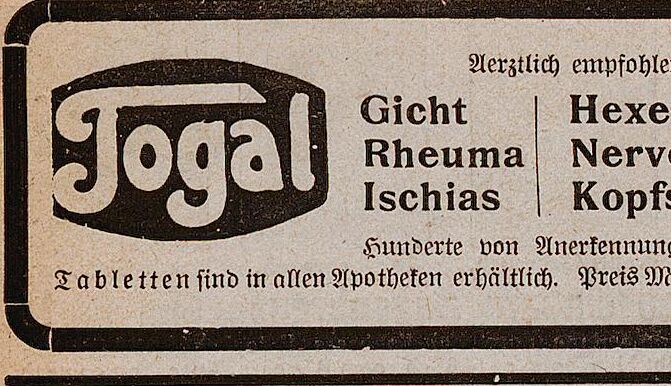 Togal
Aerztlich empfohle
Gicht
Rheuma
Ischias
Hexe
Nerv
Kopfs
Hunderte von Anerkennung
Tabletten sind in allen Apotheken erhältlich. Preis M